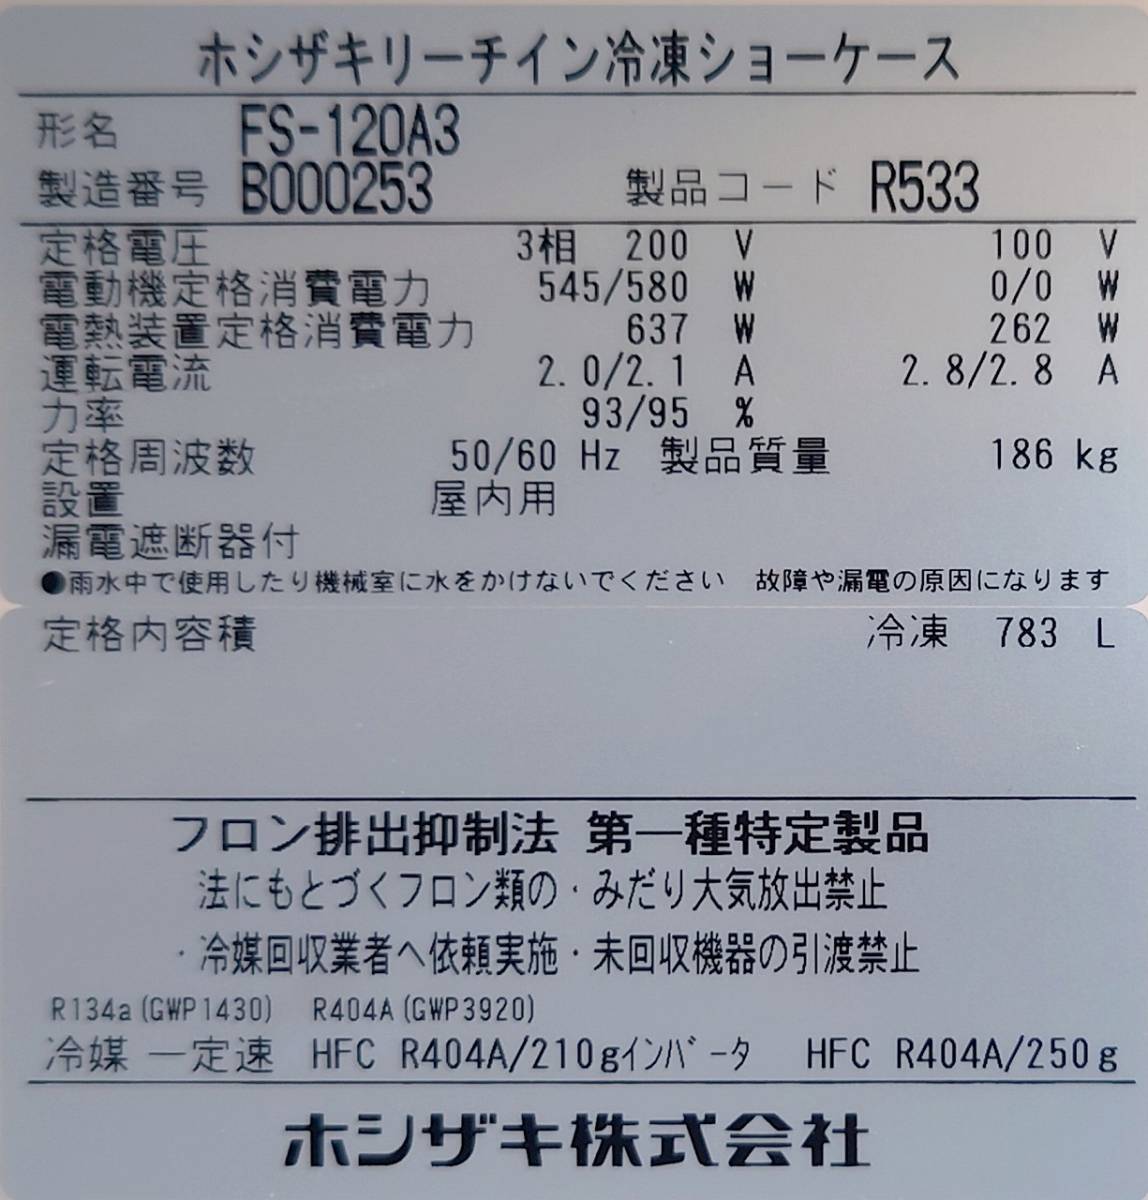 ホシザキリーチイン冷凍ショーケース
形名 FS-120A3
製造番号 B000253 製品コード R533
定格電圧 3相 200 V 100 V
電動機定格消費電力 545/580 W 0/0 W
電熱装置定格消費電力 637 W 262 W
運転電流 2.0/2.1 A 2.8/2.8 A
力率 93/95 %
定格周波数 50/60 Hz 製品質量 186 kg
設置 屋内用
漏電遮断器付
●雨水中で使用したり機械室に水をかけないでください 故障や漏電の原因になります
定格内容積 冷凍 783 L
フロン排出抑制法 第一種特定製品
法にもとづくフロン類の・みだり大気放出禁止
・冷媒回収業者へ依頼実施・未回収機器の引渡禁止
R134a(GWP1430) R404A(GWP3920)
冷媒 一定速 HFC R404A/210gインバータ HFC R404A/250g
ホシザキ株式会社